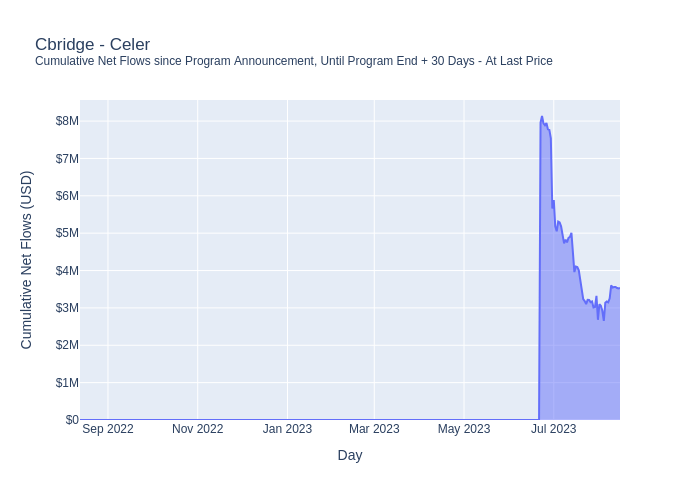 Cbridge - Celer
Cumulative Net Flows since Program Announcement, Until Program End + 30 Days - At Last Price
$8M
$7M
$6M
$5M
$4M
$3M
$2M
$1M
$0
Cumulative Net Flows (USD)
Sep 2022 Nov 2022 Jan 2023 Mar 2023 May 2023 Jul 2023
Day